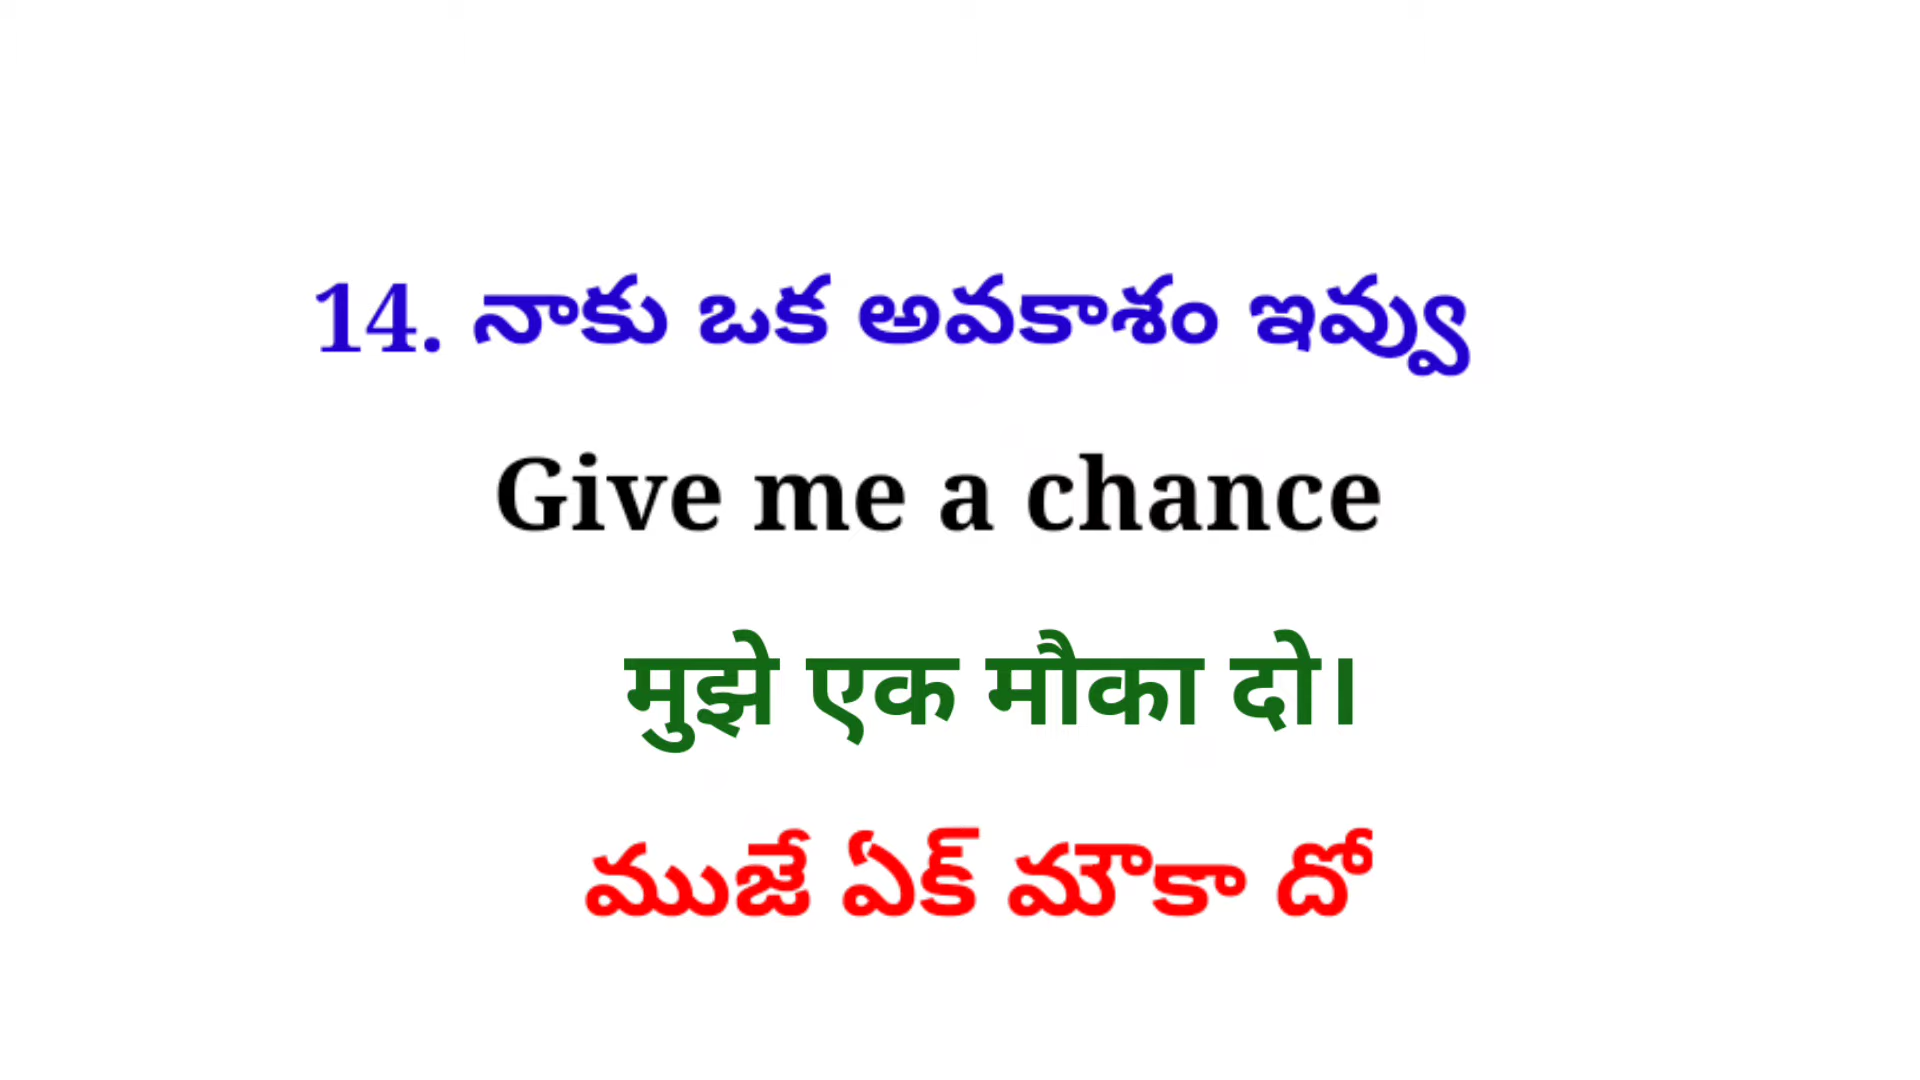 14. నాకు ఒక అవకాశం ఇవ్వు
Give me a chance
मुझे एक मौका दो।
ముజే ఏక్ మౌకా దో